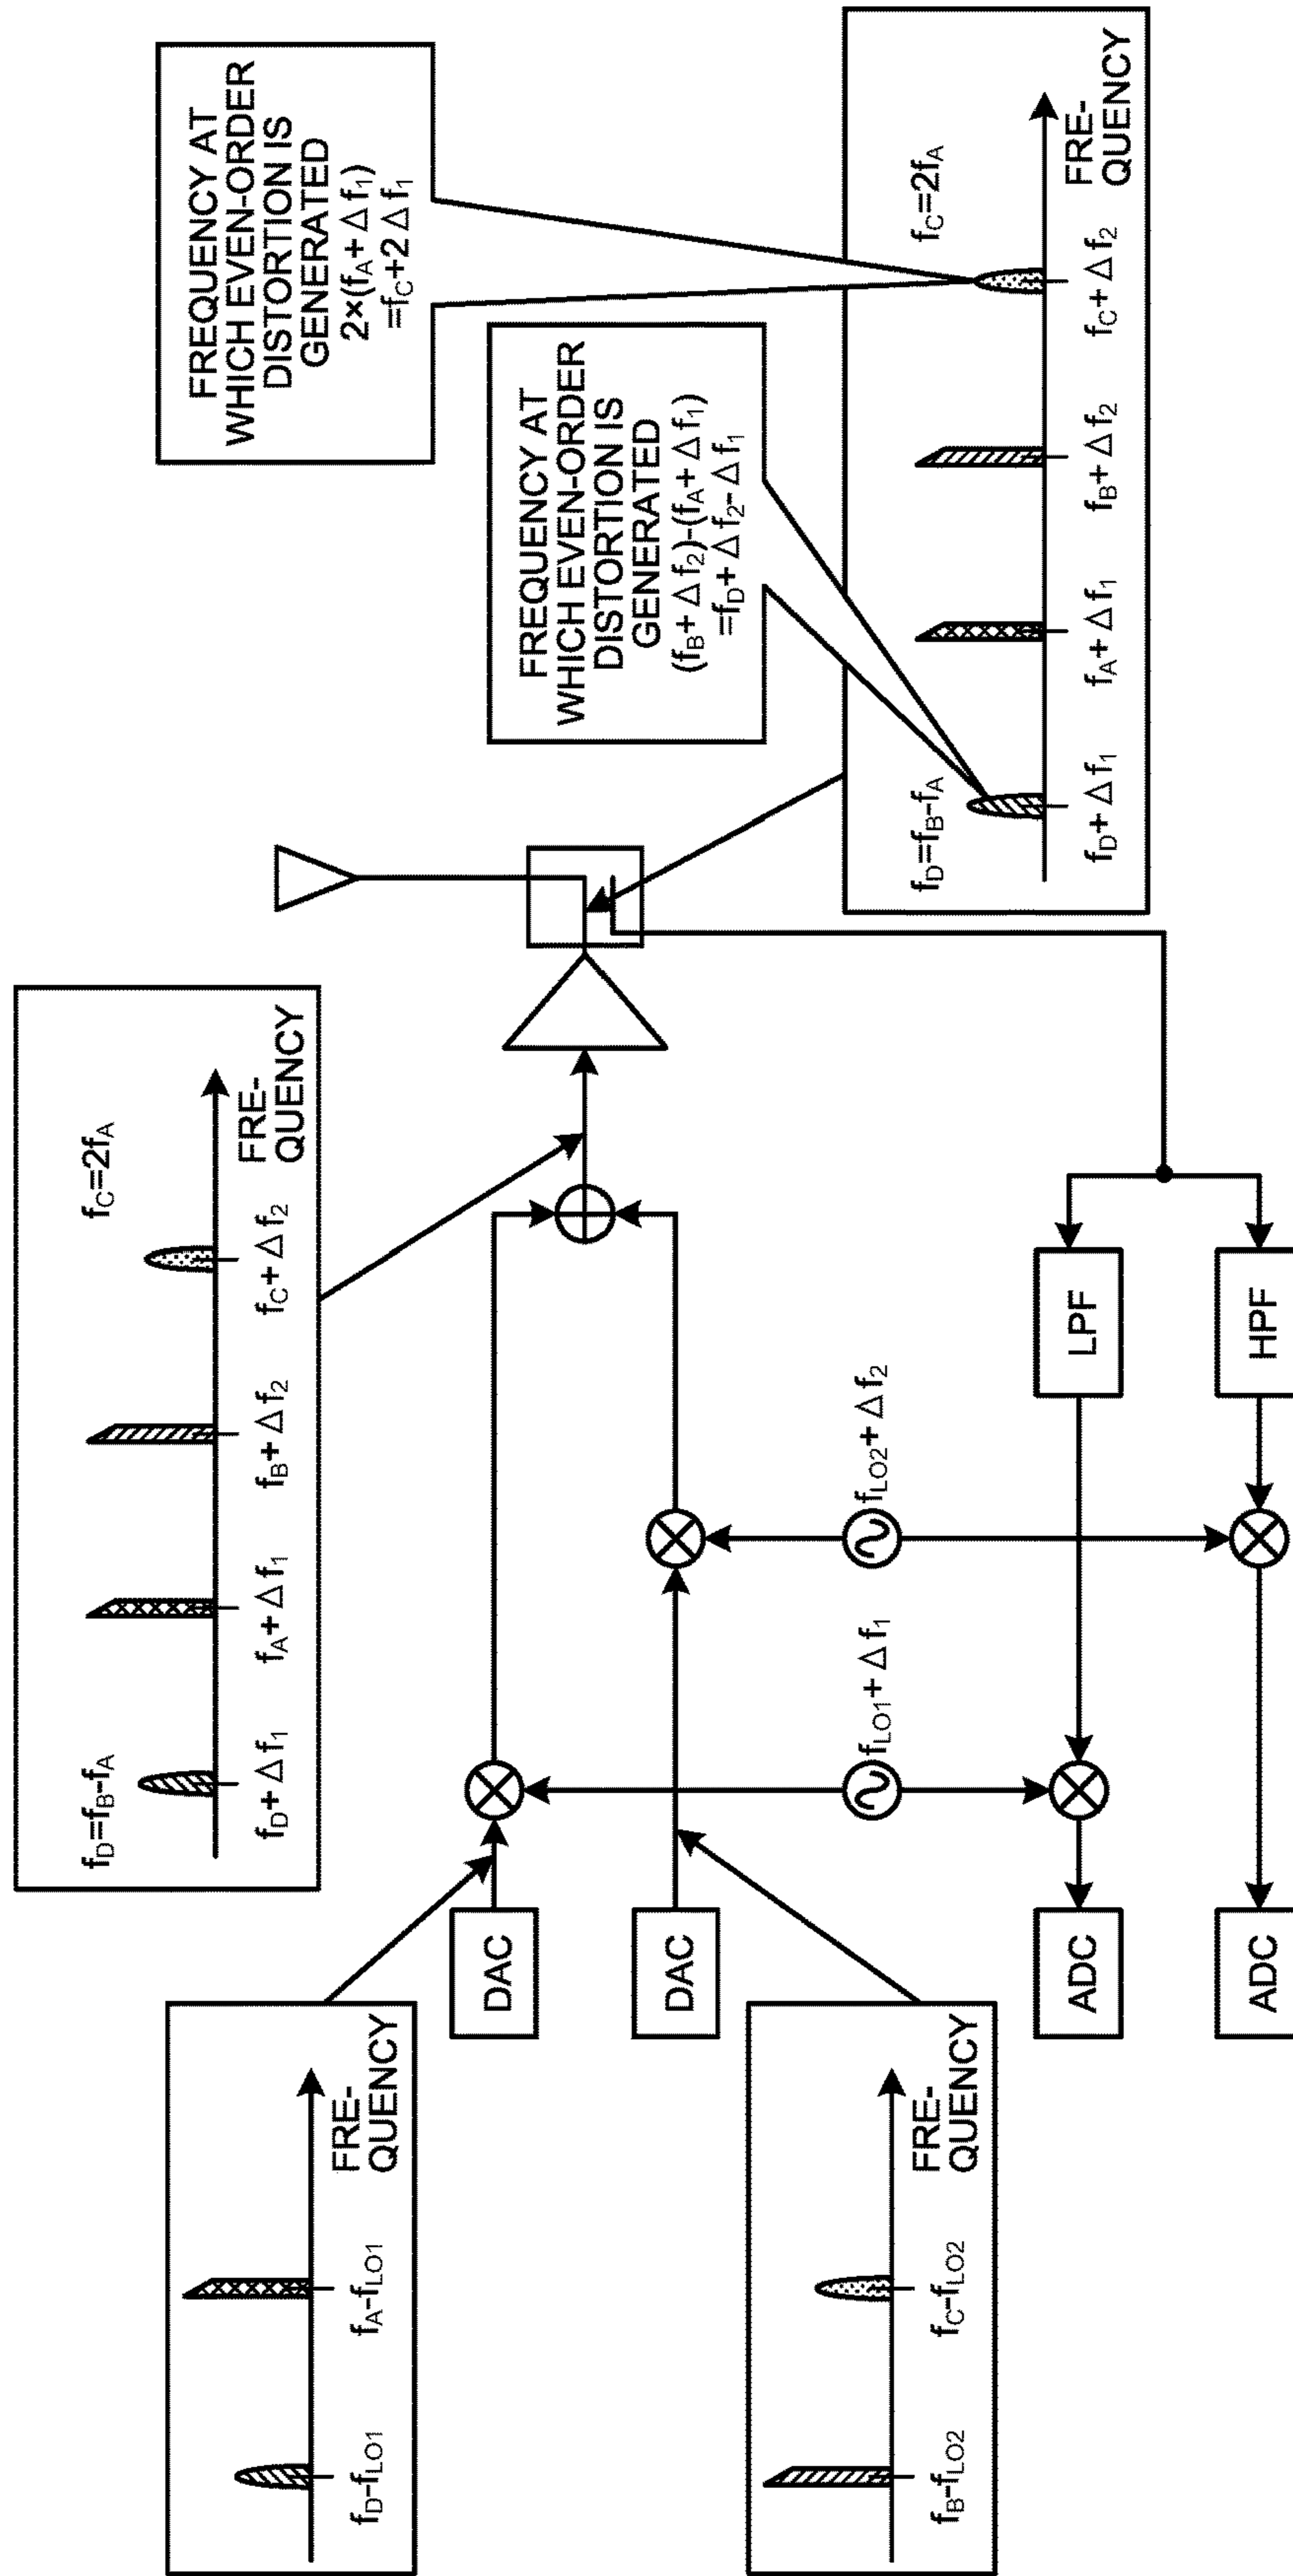 FREQUENCY AT
WHICH EVEN-ORDER
DISTORTION IS
GENERATED
2×(fA+Δf1)
=fC+2Δf1
FREQUENCY AT
WHICH EVEN-ORDER
DISTORTION IS
GENERATED
(fB+Δf2)-(fA+Δf1)
=fD+Δf2-Δf1
fD=fB-fA
fC=2fA
fD+Δf1
fA+Δf1
fB+Δf2
fC+Δf2
FRE-
QUENCY
fD=fB-fA
fC=2fA
fD+Δf1
fA+Δf1
fB+Δf2
fC+Δf2
FRE-
QUENCY
fD-fLO1
fA-fLO1
FRE-
QUENCY
DAC
DAC
fLO1+Δf1
fLO2+Δf2
fB-fLO2
fC-fLO2
FRE-
QUENCY
ADC
LPF
ADC
HPF